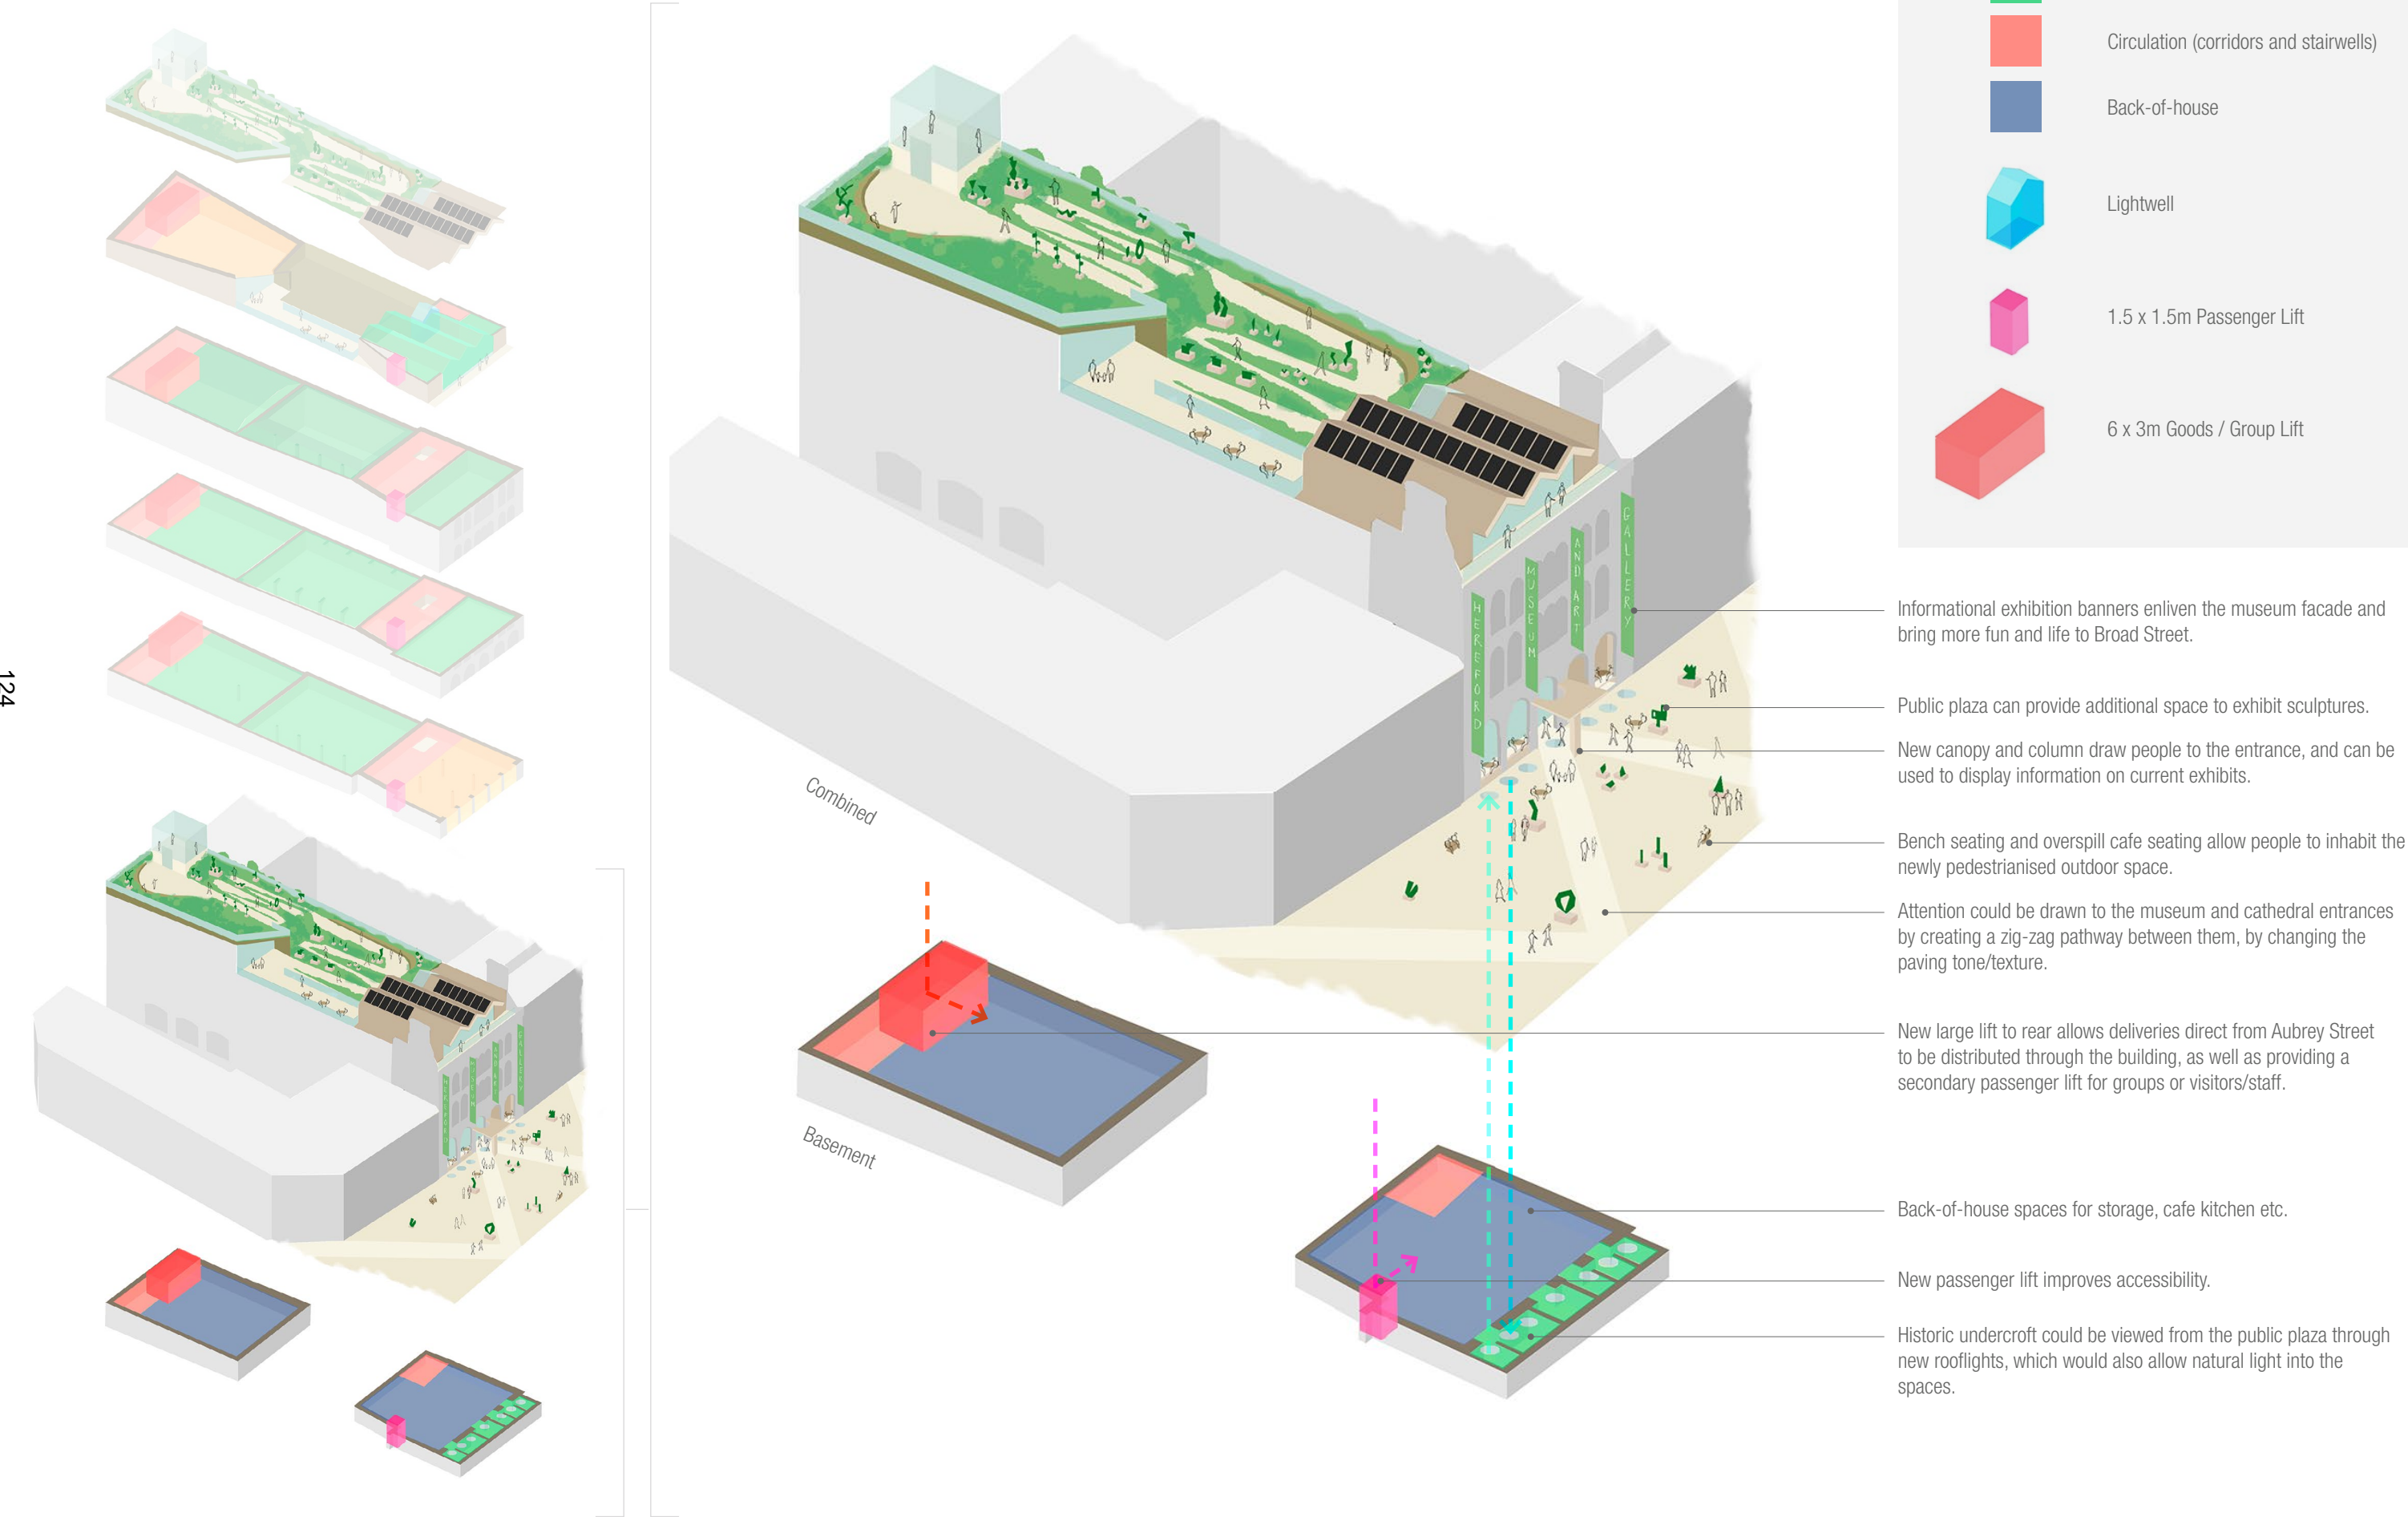 Circulation (corridors and stairwells)
Back-of-house
Lightwell
1.5 x 1.5m Passenger Lift
6 x 3m Goods / Group Lift
HEREFORD
MUSEUM
AND ART
GALLERY
Informational exhibition banners enliven the museum facade and
bring more fun and life to Broad Street.
Public plaza can provide additional space to exhibit sculptures.
New canopy and column draw people to the entrance, and can be
used to display information on current exhibits.
Bench seating and overspill cafe seating allow people to inhabit the
newly pedestrianised outdoor space.
Attention could be drawn to the museum and cathedral entrances
by creating a zig-zag pathway between them, by changing the
paving tone/texture.
New large lift to rear allows deliveries direct from Aubrey Street
to be distributed through the building, as well as providing a
secondary passenger lift for groups or visitors/staff.
Back-of-house spaces for storage, cafe kitchen etc.
New passenger lift improves accessibility.
Historic undercroft could be viewed from the public plaza through
new rooflights, which would also allow natural light into the
spaces.
Combined
Basement
HEREFORD
MUSEUM
AND ART
GALLERY
124